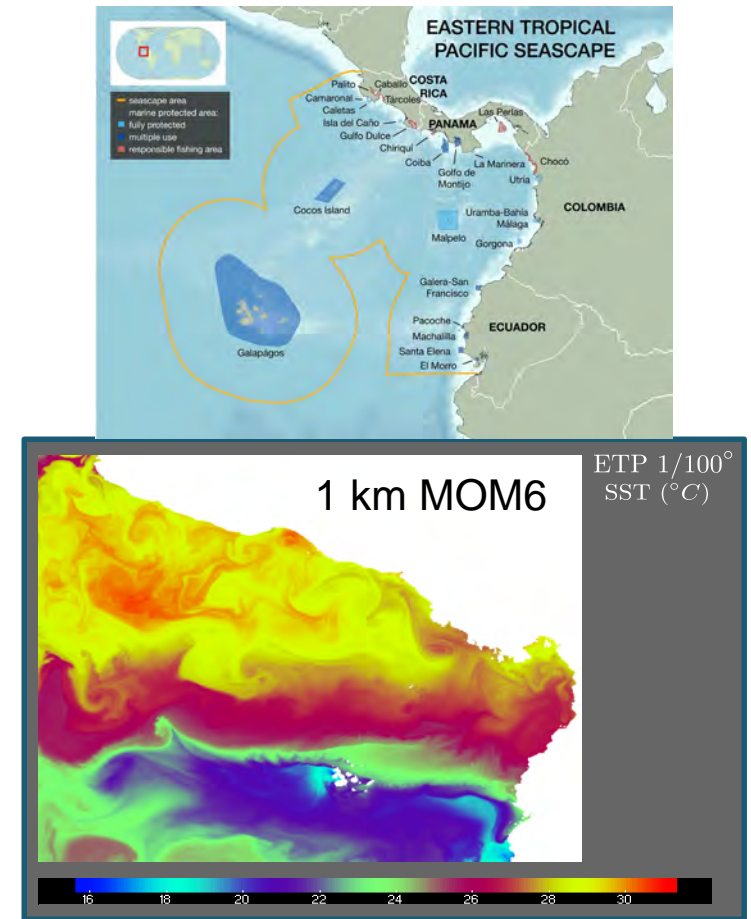 EASTERN TROPICAL
PACIFIC SEASCAPE
seascape area
marine protected area:
fully protected
multiple use
responsible fishing area
COSTA
RICA
Palito
Caballo
Camaronal
Tárcoles
Caletas
Isla del Caño
Gulfo Dulce
PANAMA
Las Perlas
Chiriquí
Coiba
Golfo de
Montijo
La Marinera
Chocó
Utría
Cocos Island
Malpelo
Uramba-Bahía
Málaga
COLOMBIA
Gorgona
Galera-San
Francisco
Pacoche
ECUADOR
Machalilla
Santa Elena
El Morro
Galapágos
1 km MOM6
ETP 1/100°
SST (°C)
16 18 20 22 24 26 28 30